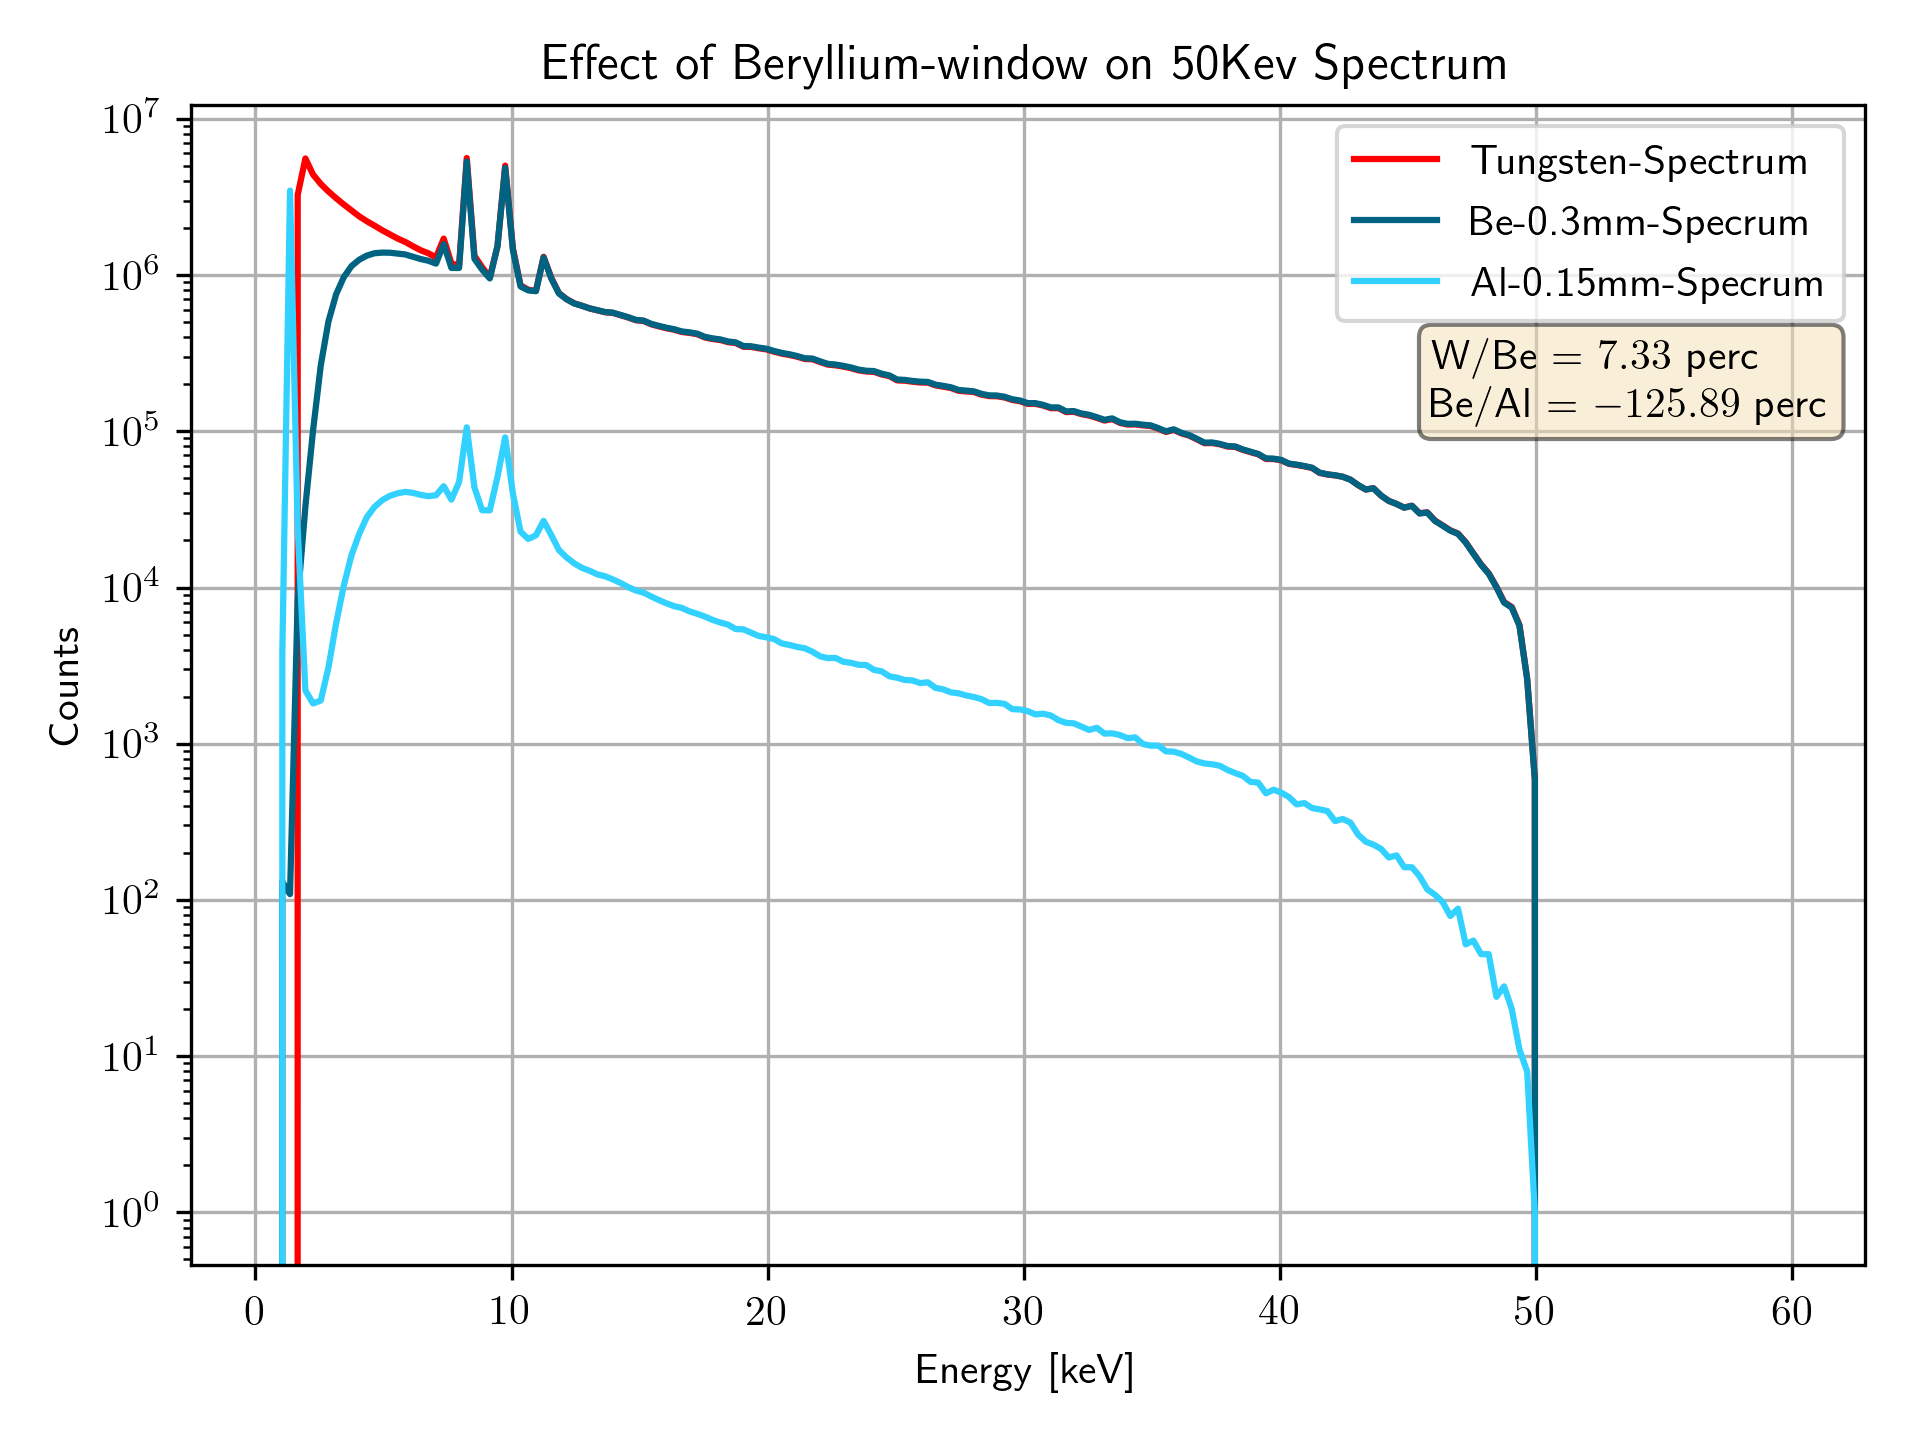 Effect of Beryllium-window on 50Kev Spectrum
10^7
10^6
10^5
10^4
10^3
10^2
10^1
10^0
Counts
Tungsten-Spectrum
Be-0.3mm-Specrum
Al-0.15mm-Specrum
W/Be = 7.33 perc
Be/Al = −125.89 perc
0 10 20 30 40 50 60
Energy [keV]